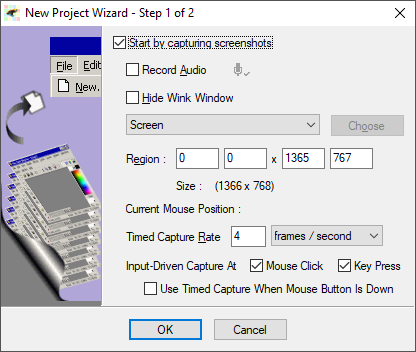 New Project Wizard - Step 1 of 2
Start by capturing screenshots
File Edit
New.
Record Audio
Hide Wink Window
Screen Choose
Region : 0 0 x 1365 767
Size : (1366 x 768)
Current Mouse Position :
Timed Capture Rate 4 frames / second
Input-Driven Capture At Mouse Click Key Press
Use Timed Capture When Mouse Button Is Down
OK Cancel